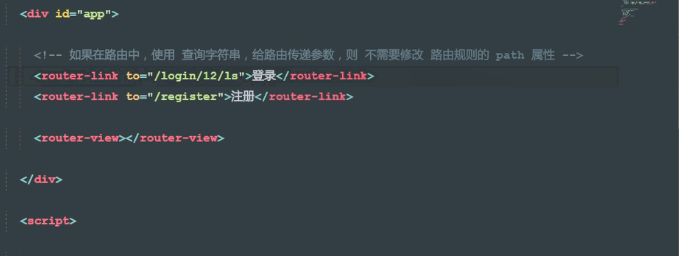 <div id="app">
<!-- 如果在路由中，使用 查询字符串，给路由传递参数，则 不需要修改 路由规则的 path 属性 -->
<router-link to="/login/12/ls">登录</router-link>
<router-link to="/register">注册</router-link>
<router-view></router-view>
</div>
<script>